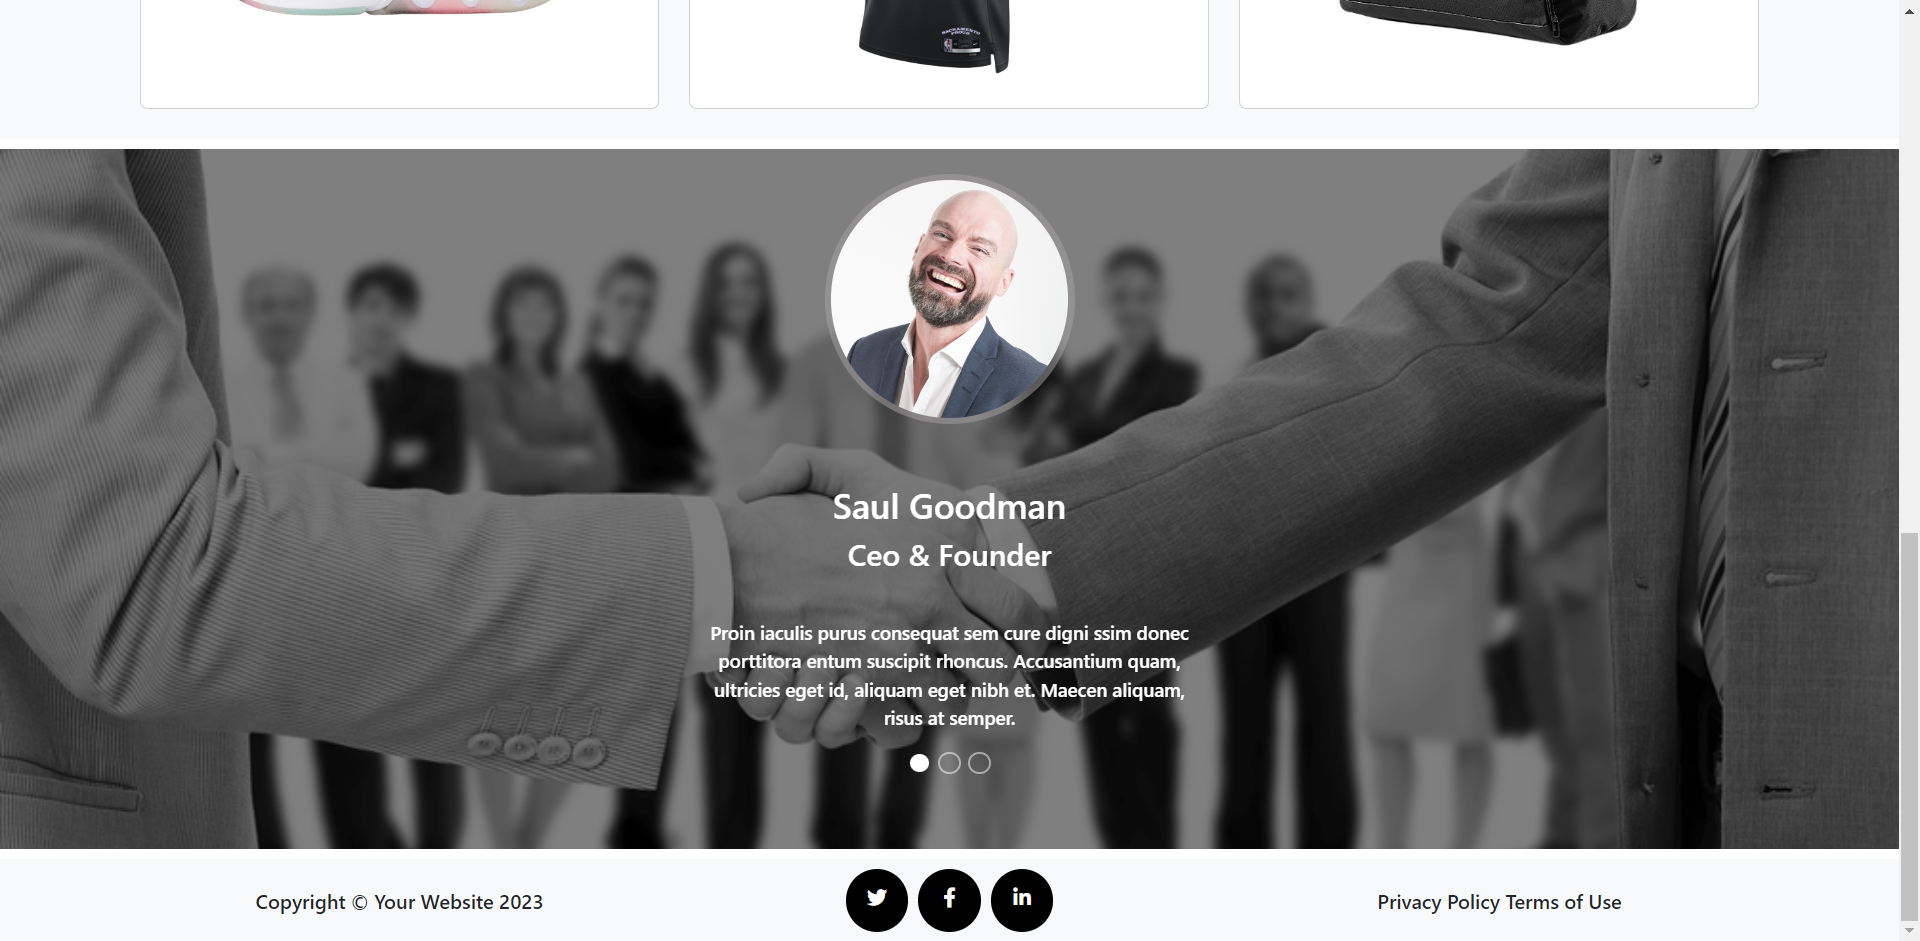 SACRAMENTO
PROUD
Saul Goodman
Ceo & Founder
Proin iaculis purus consequat sem cure digni ssim donec
porttitora entum suscipit rhoncus. Accusantium quam,
ultricies eget id, aliquam eget nibh et. Maecen aliquam,
risus at semper.
Copyright © Your Website 2023
Privacy Policy Terms of Use